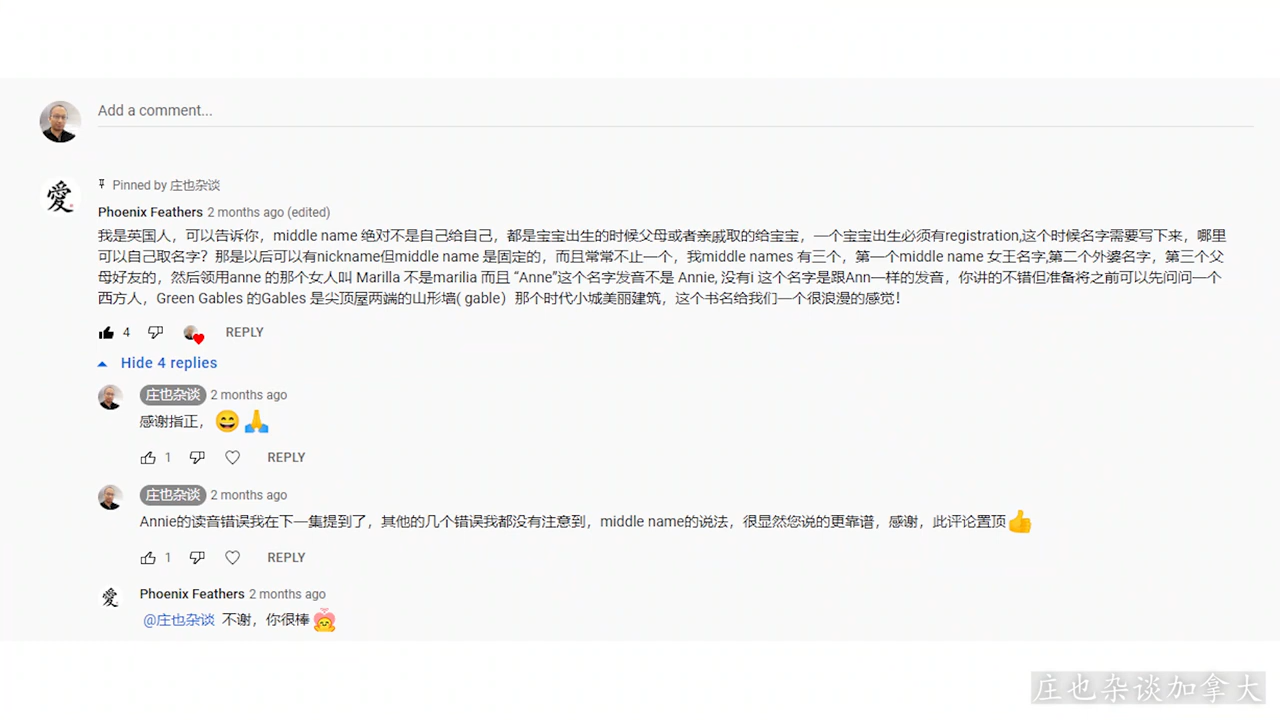 Add a comment...
Pinned by 庄也杂谈
Phoenix Feathers 2 months ago (edited)
我是英国人，可以告诉你，middle name 绝对不是自己给自己，都是宝宝出生的时候父母或者亲戚取的给宝宝，一个宝宝出生必须有registration,这个时候名字需要写下来，哪里
可以自己取名字？那是以后可以有nickname但middle name 是固定的，而且常常不止一个，我middle names 有三个，第一个middle name 女王名字,第二个外婆名字，第三个父
母好友的，然后领用anne 的那个女人叫 Marilla 不是marilia 而且 “Anne”这个名字发音不是 Annie, 没有i 这个名字是跟Ann一样的发音，你讲的不错但准备将之前可以先问问一个
西方人，Green Gables 的Gables 是尖顶屋两端的山形墙( gable）那个时代小城美丽建筑，这个书名给我们一个很浪漫的感觉！
4 REPLY
Hide 4 replies
庄也杂谈 2 months ago
感谢指正，😄🙏
1 REPLY
庄也杂谈 2 months ago
Annie的读音错误我在下一集提到了，其他的几个错误我都没有注意到，middle name的说法，很显然您说的更靠谱，感谢，此评论置顶👍
1 REPLY
Phoenix Feathers 2 months ago
@庄也杂谈 不谢，你很棒
庄也杂谈加拿大
愛
愛